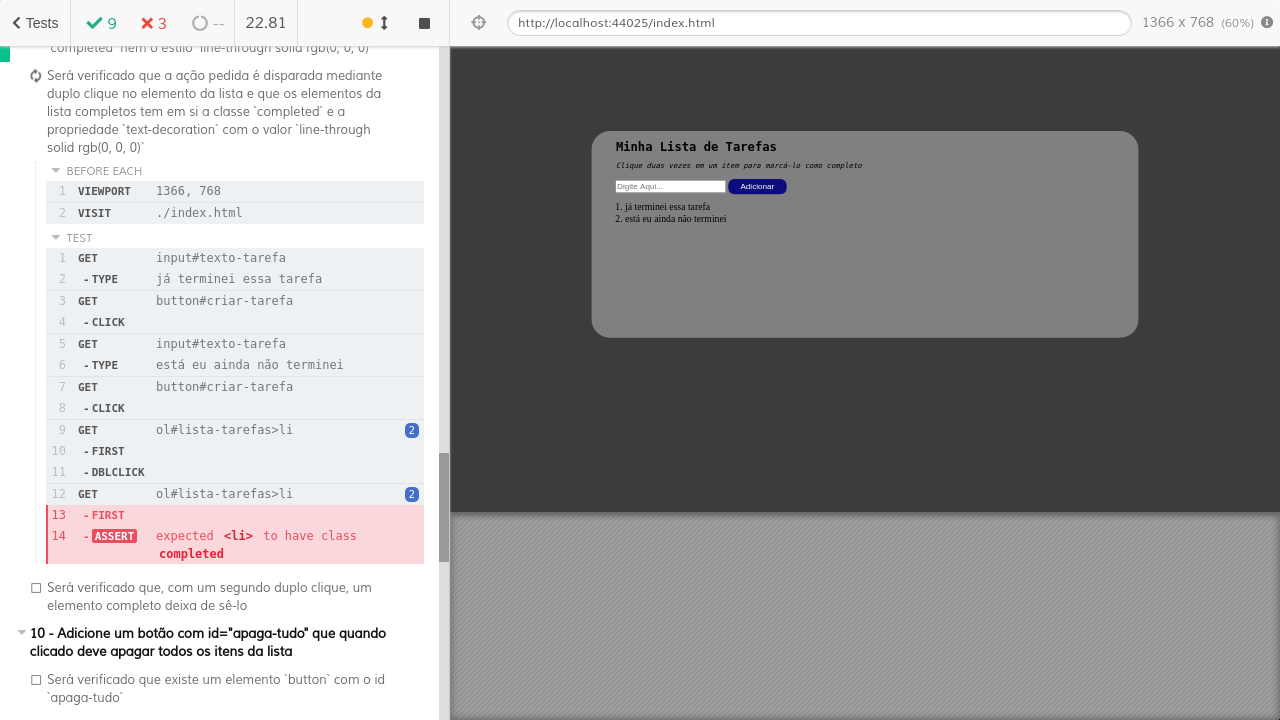 Tests
9
3
--
22.81
http://localhost:44025/index.html
1366 x 768 (60%)
`completed` nem o estilo `line-through solid rgb(0, 0, 0)`
Será verificado que a ação pedida é disparada mediante
duplo clique no elemento da lista e que os elementos da
lista completos tem em si a classe `completed` e a
propriedade `text-decoration` com o valor `line-through
solid rgb(0, 0, 0)`
BEFORE EACH
1 VIEWPORT 1366, 768
2 VISIT ./index.html
TEST
1 GET input#texto-tarefa
2 -TYPE já terminei essa tarefa
3 GET button#criar-tarefa
4 -CLICK
5 GET input#texto-tarefa
6 -TYPE está eu ainda não terminei
7 GET button#criar-tarefa
8 -CLICK
9 GET ol#lista-tarefas>li 2
10 -FIRST
11 -DBLCLICK
12 GET ol#lista-tarefas>li 2
13 -FIRST
14 -ASSERT expected <li> to have class
completed
Será verificado que, com um segundo duplo clique, um
elemento completo deixa de sê-lo
10 - Adicione um botão com id="apaga-tudo" que quando
clicado deve apagar todos os itens da lista
Será verificado que existe um elemento `button` com o id
`apaga-tudo`
Minha Lista de Tarefas
Clique duas vezes em um item para marcá-lo como completo
Digite Aqui...
Adicionar
1. já terminei essa tarefa
2. está eu ainda não terminei